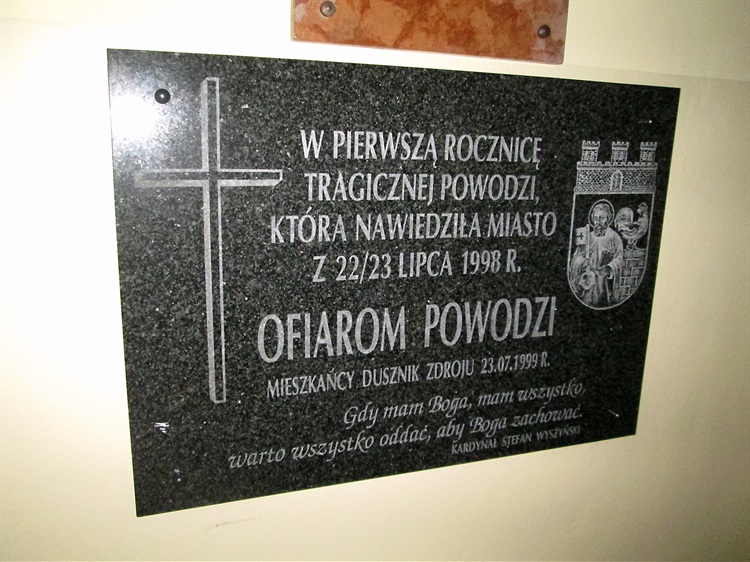 W PIERWSZĄ ROCZNICĘ
TRAGICZNEJ POWODZI,
KTÓRA NAWIEDZIŁA MIASTO
Z 22/23 LIPCA 1998 R.
OFIAROM POWODZI
MIESZKAŃCY DUSZNIK ZDROJU 23.07.1999 R.
Gdy mam Boga, mam wszystko,
warto wszystko oddać, aby Boga zachować.
KARDYNAŁ STEFAN WYSZYŃSKI